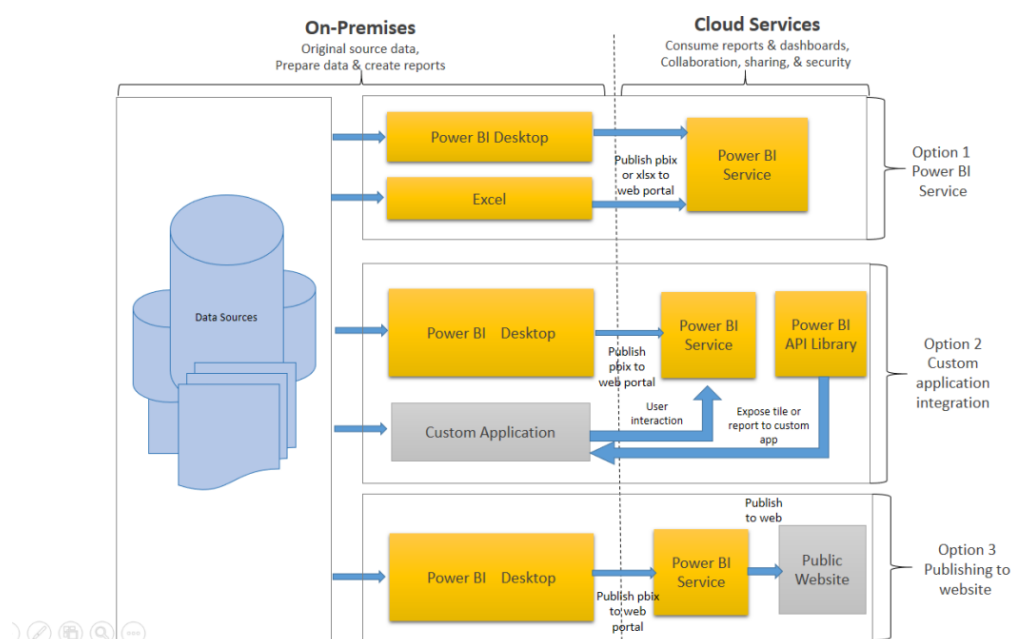 On-Premises
Original source data,
Prepare data & create reports
Cloud Services
Consume reports & dashboards,
Collaboration, sharing, & security
Data Sources
Power BI Desktop
Excel
Publish pbix
or xlsx to
web portal
Power BI
Service
Option 1
Power BI
Service
Power BI Desktop
Publish
pbix to
web portal
Power BI
Service
Power BI
API Library
Custom Application
User
interaction
Expose tile or
report to custom
app
Option 2
Custom
application
integration
Power BI Desktop
Publish pbix
to web
portal
Power BI
Service
Publish
to web
Public
Website
Option 3
Publishing to
website